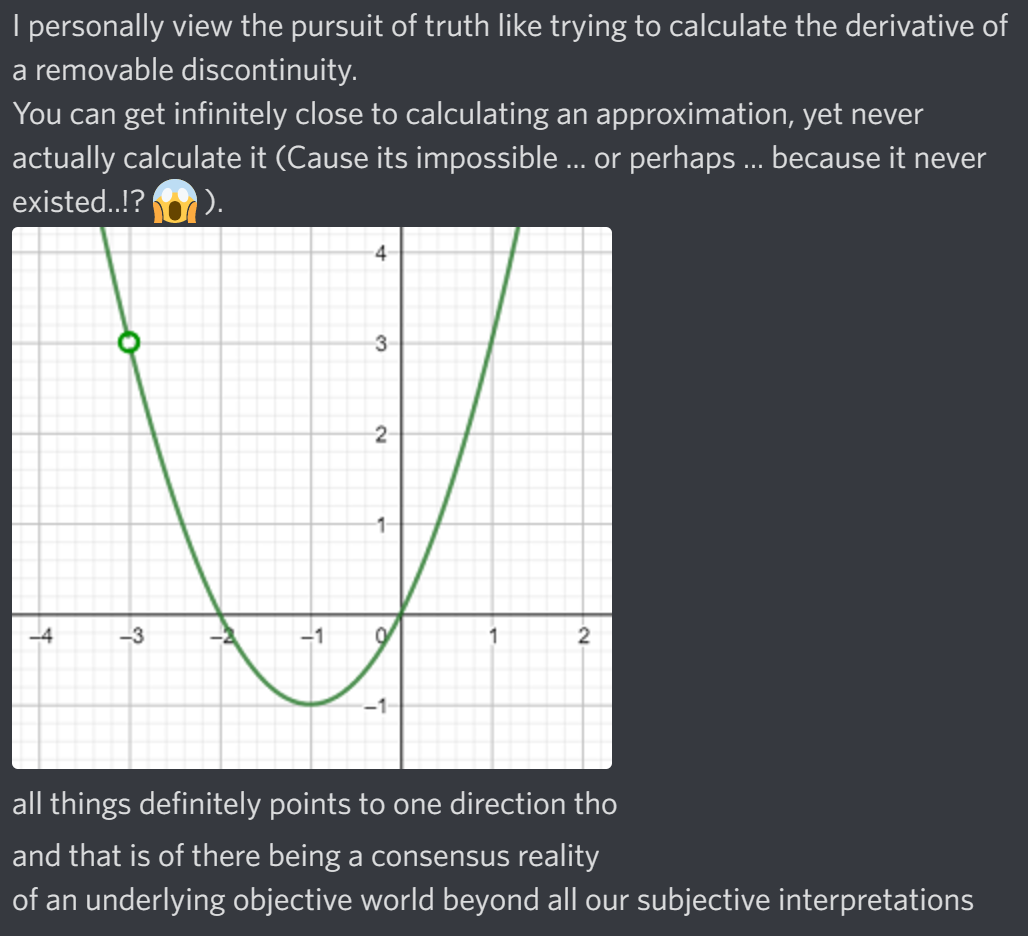 I personally view the pursuit of truth like trying to calculate the derivative of
a removable discontinuity.
You can get infinitely close to calculating an approximation, yet never
actually calculate it (Cause its impossible ... or perhaps ... because it never
existed..!? 😱 ).
4
3
2
1
–4 –3 –2 –1 0 1 2
–1
all things definitely points to one direction tho
and that is of there being a consensus reality
of an underlying objective world beyond all our subjective interpretations